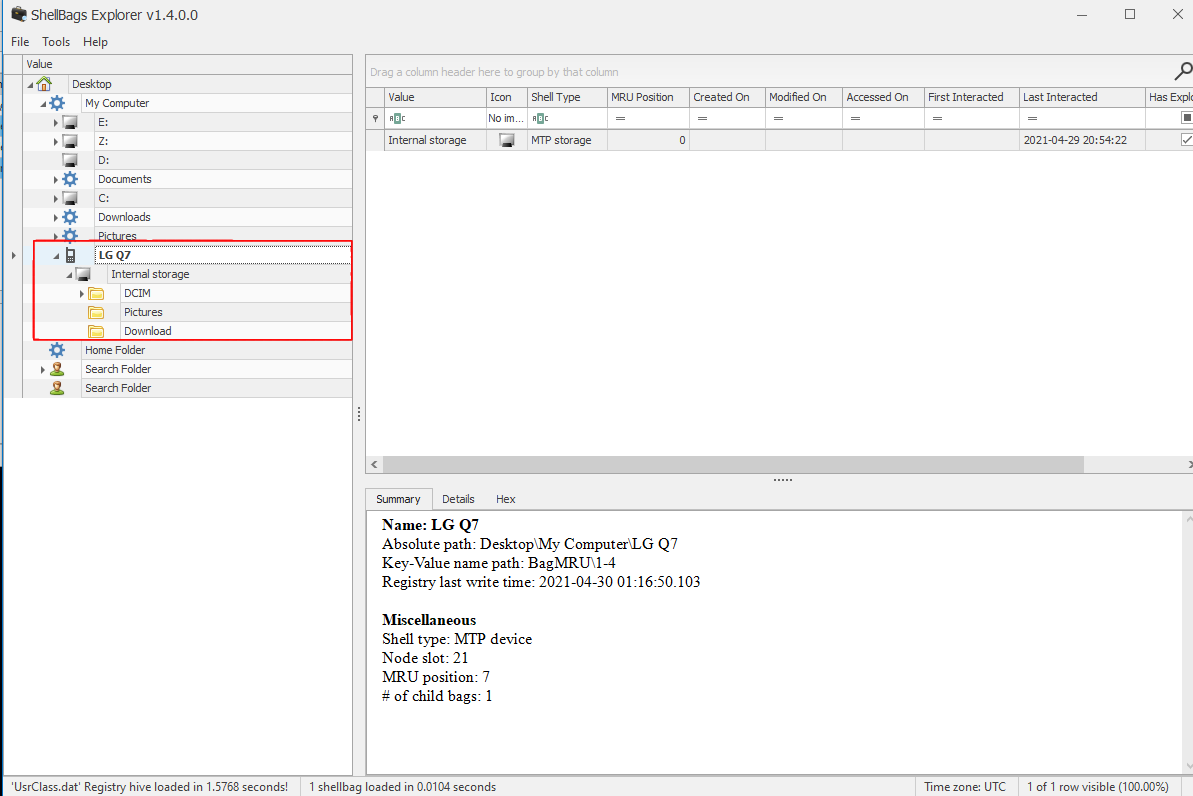 ShellBags Explorer v1.4.0.0
File Tools Help
Value
Desktop
My Computer
E:
Z:
D:
Documents
C:
Downloads
Pictures
LG Q7
Internal storage
DCIM
Pictures
Download
Home Folder
Search Folder
Search Folder
Drag a column header here to group by that column
Value Icon Shell Type MRU Position Created On Modified On Accessed On First Interacted Last Interacted Has Explo
ABC No im... ABC = = = = = =
Internal storage MTP storage 0 2021-04-29 20:54:22
Summary Details Hex
Name: LG Q7
Absolute path: Desktop\My Computer\LG Q7
Key-Value name path: BagMRU\1-4
Registry last write time: 2021-04-30 01:16:50.103
Miscellaneous
Shell type: MTP device
Node slot: 21
MRU position: 7
# of child bags: 1
'UsrClass.dat' Registry hive loaded in 1.5768 seconds! 1 shellbag loaded in 0.0104 seconds Time zone: UTC 1 of 1 row visible (100.00%)